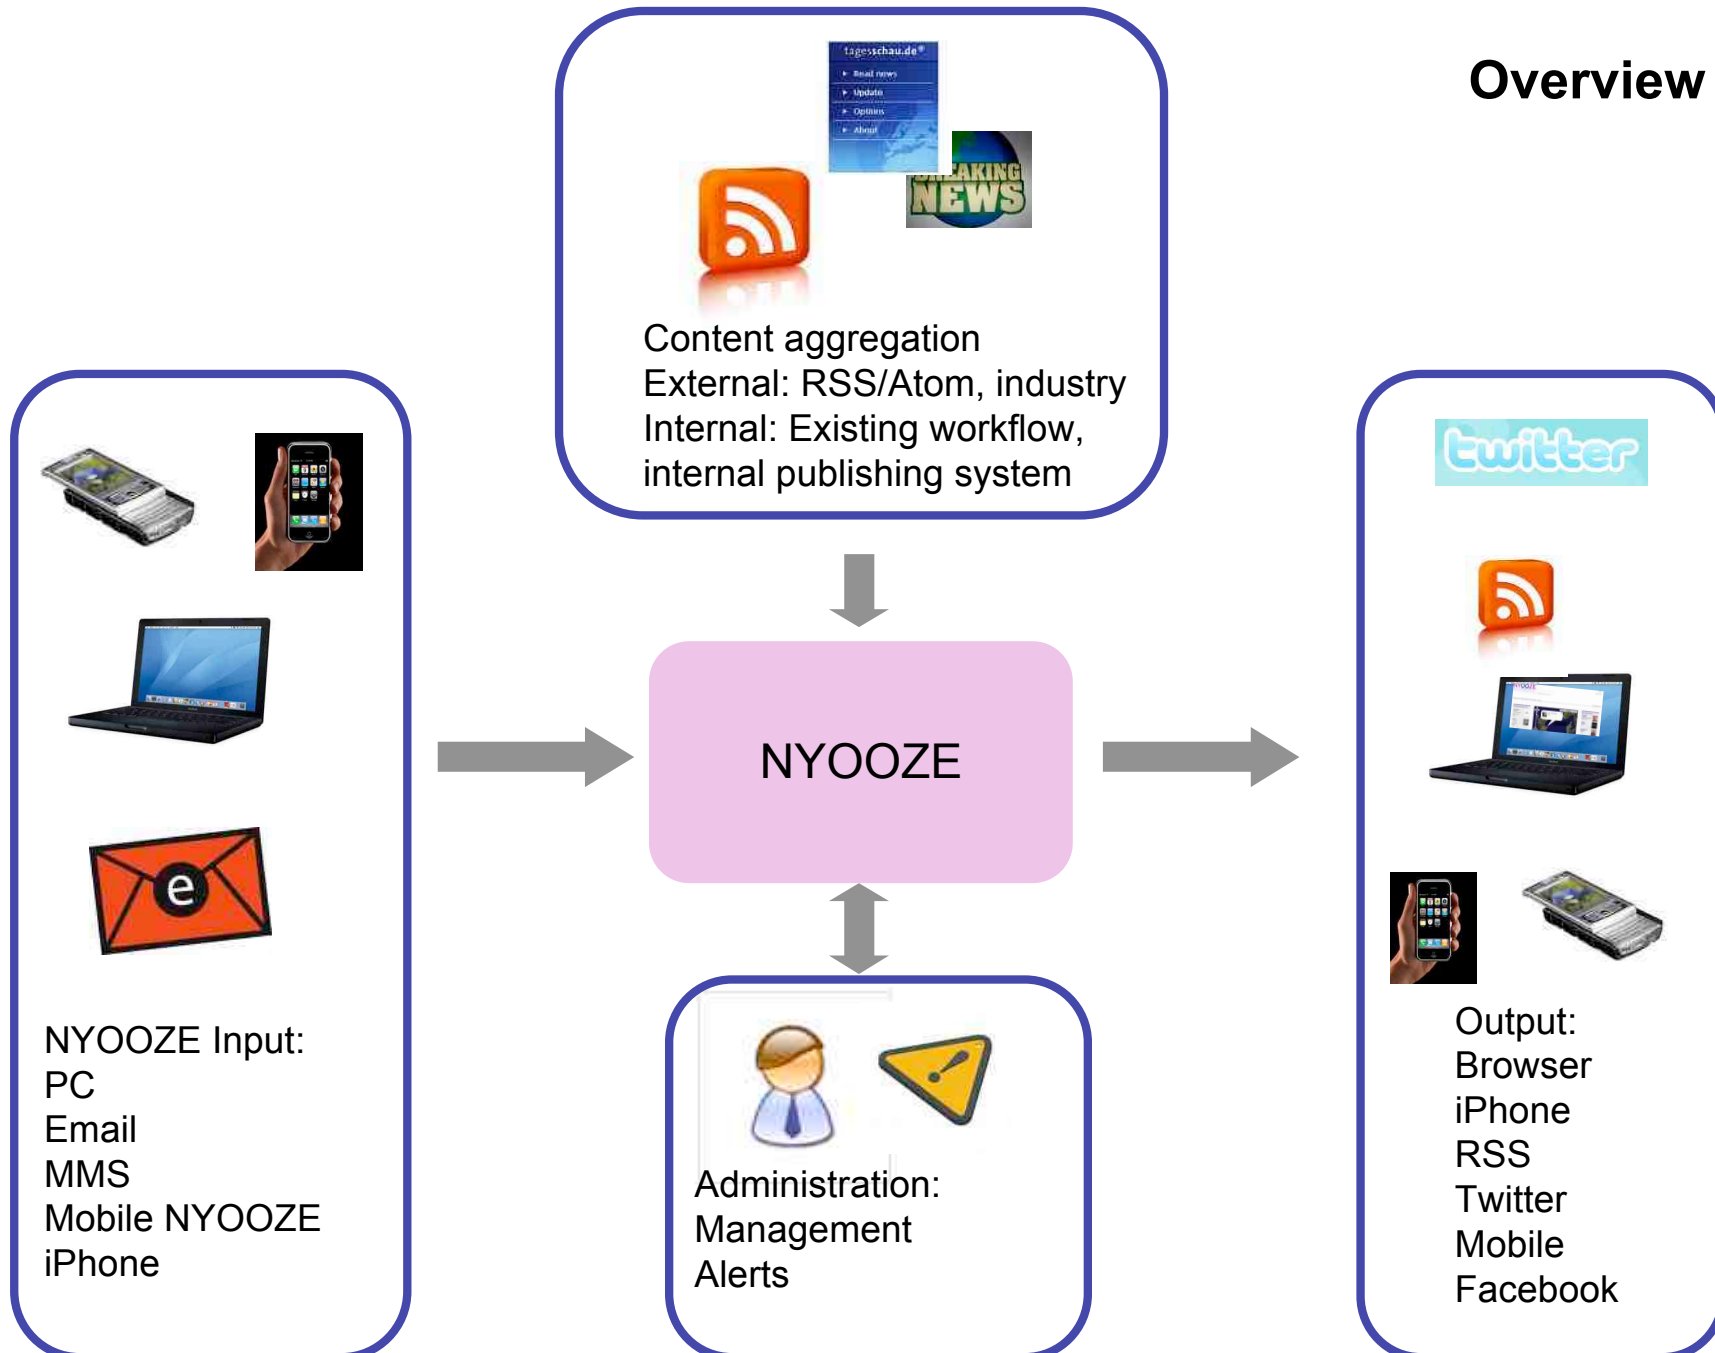 Overview
tagesschau.de
Read news
Update
Options
About
BREAKING
NEWS
Content aggregation
External: RSS/Atom, industry
Internal: Existing workflow,
internal publishing system
NYOOZE
e
NYOOZE Input:
PC
Email
MMS
Mobile NYOOZE
iPhone
Administration:
Management
Alerts
twitter
NYOOZE
Output:
Browser
iPhone
RSS
Twitter
Mobile
Facebook